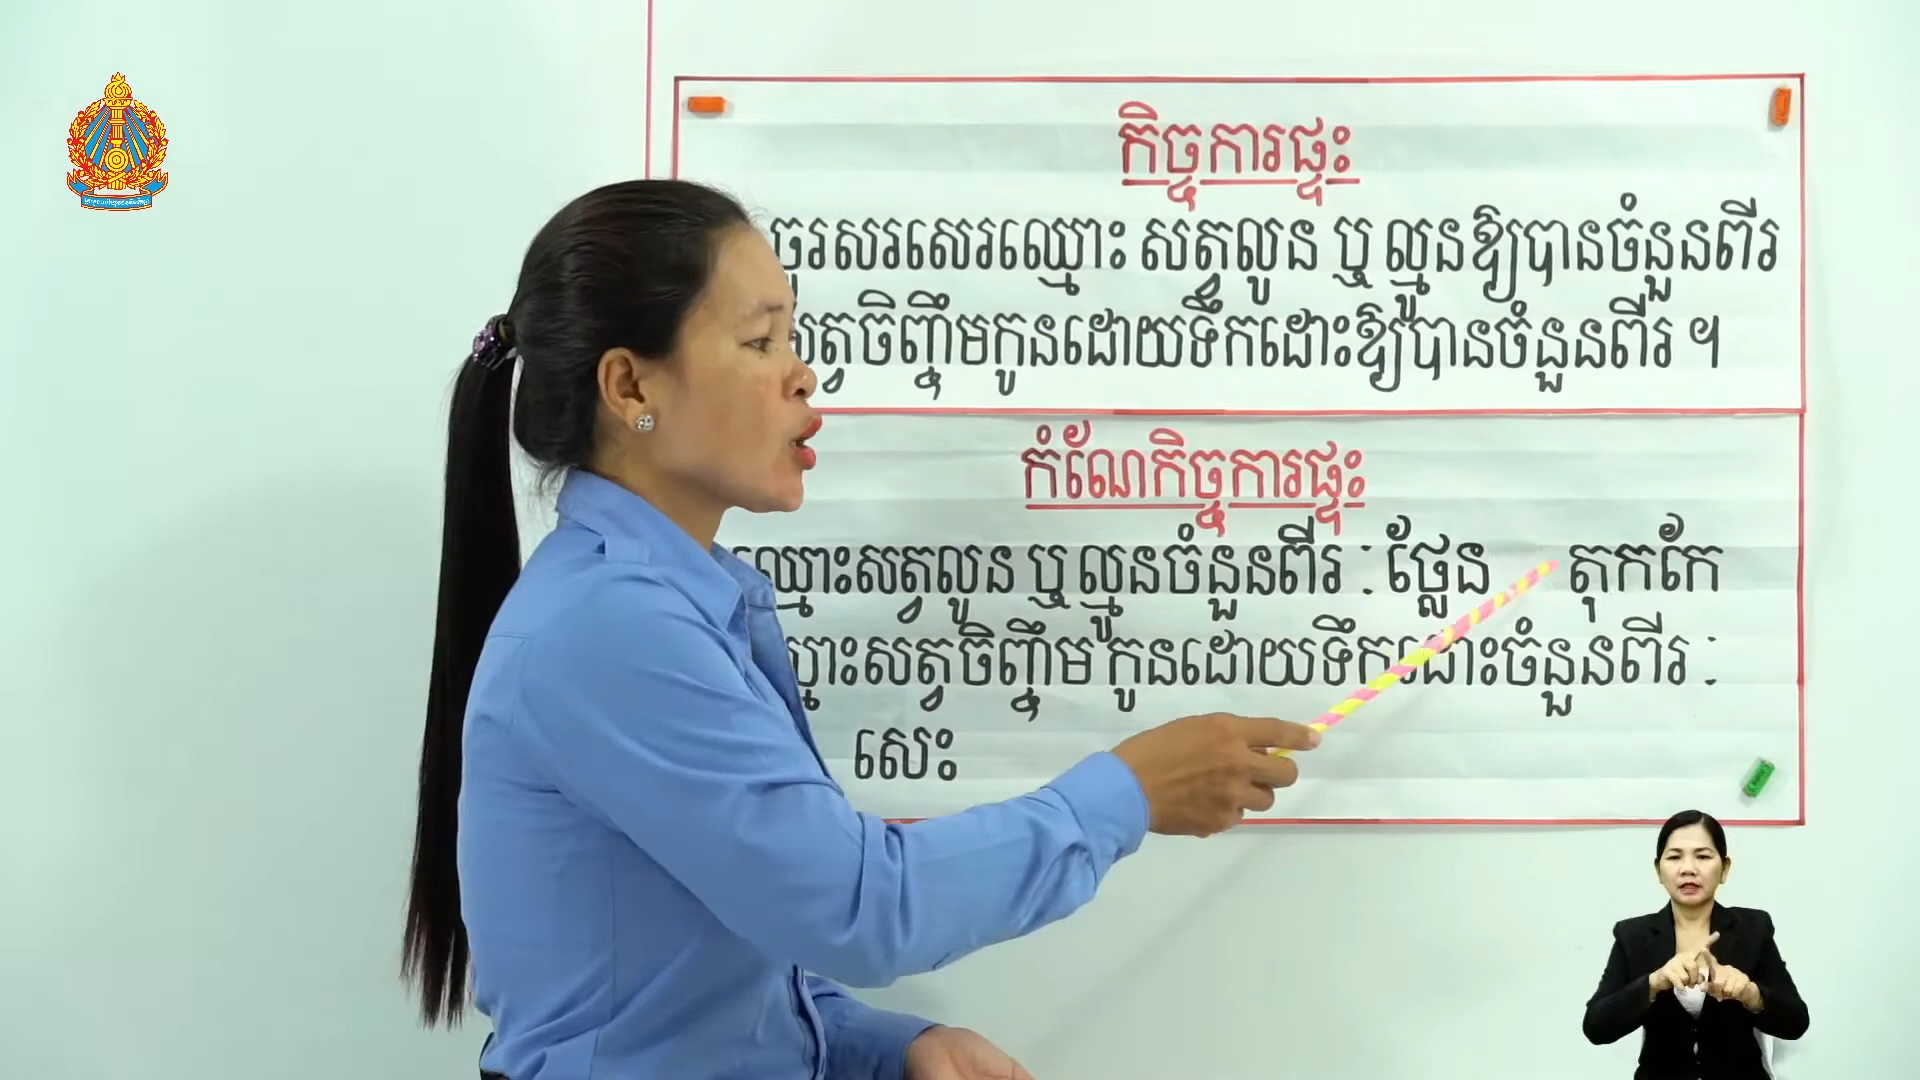 កិច្ចការផ្ទះ
ចូរសរសេរឈ្មោះ សត្វលូន ឬ លួនឱ្យបានចំនួនពីរ
សត្វចិញ្ចឹមកូនដោយទឹកដោះឱ្យបានចំនួនពីរ ។
កំណែកិច្ចការផ្ទះ
ឈ្មោះសត្វលូន ឬ លួនចំនួនពីរ : ថ្លែន តុកកែ
ឈ្មោះសត្វចិញ្ចឹម កូនដោយទឹកដោះចំនួនពីរ :
សេះ